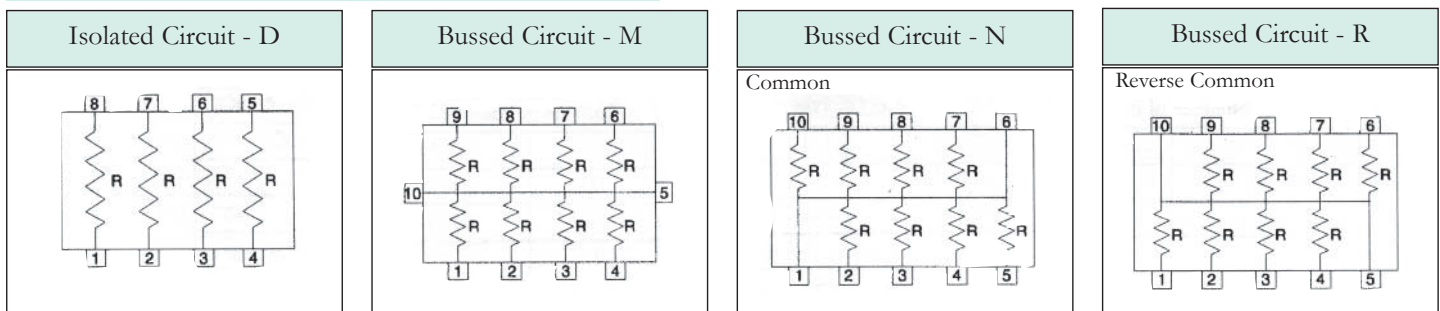 Isolated Circuit - D
8 7 6 5
R R R R
1 2 3 4
Bussed Circuit - M
9 8 7 6
R R R R
10 5
R R R R
1 2 3 4
Bussed Circuit - N
Common
10 9 8 7 6
R R R R
R R R R
1 2 3 4 5
Bussed Circuit - R
Reverse Common
10 9 8 7 6
R R R R
R R R R
1 2 3 4 5